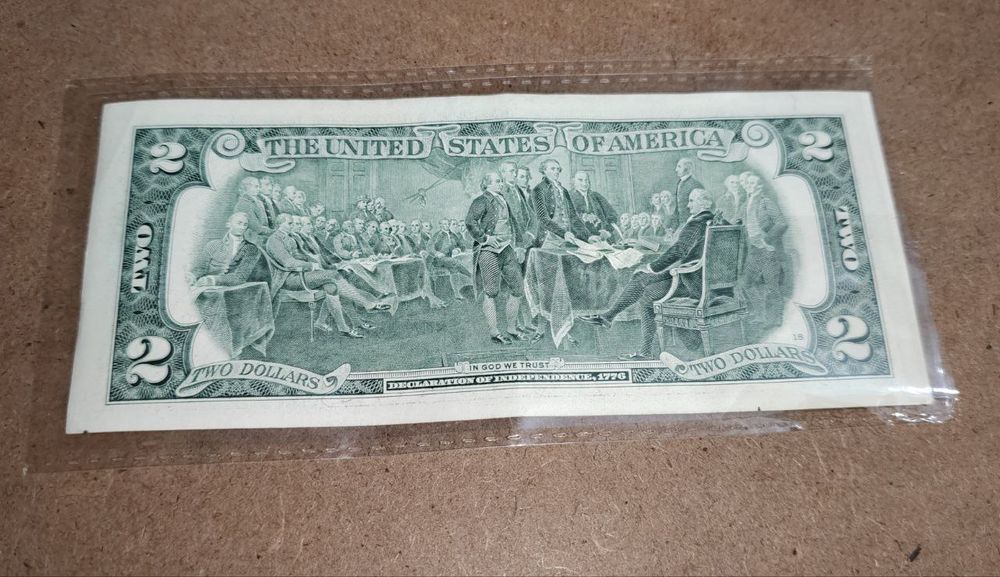 THE UNITED STATES OF AMERICA
2 2
TWO TWO
18
2 2
TWO DOLLARS IN GOD WE TRUST TWO DOLLARS
DECLARATION OF INDEPENDENCE, 1776